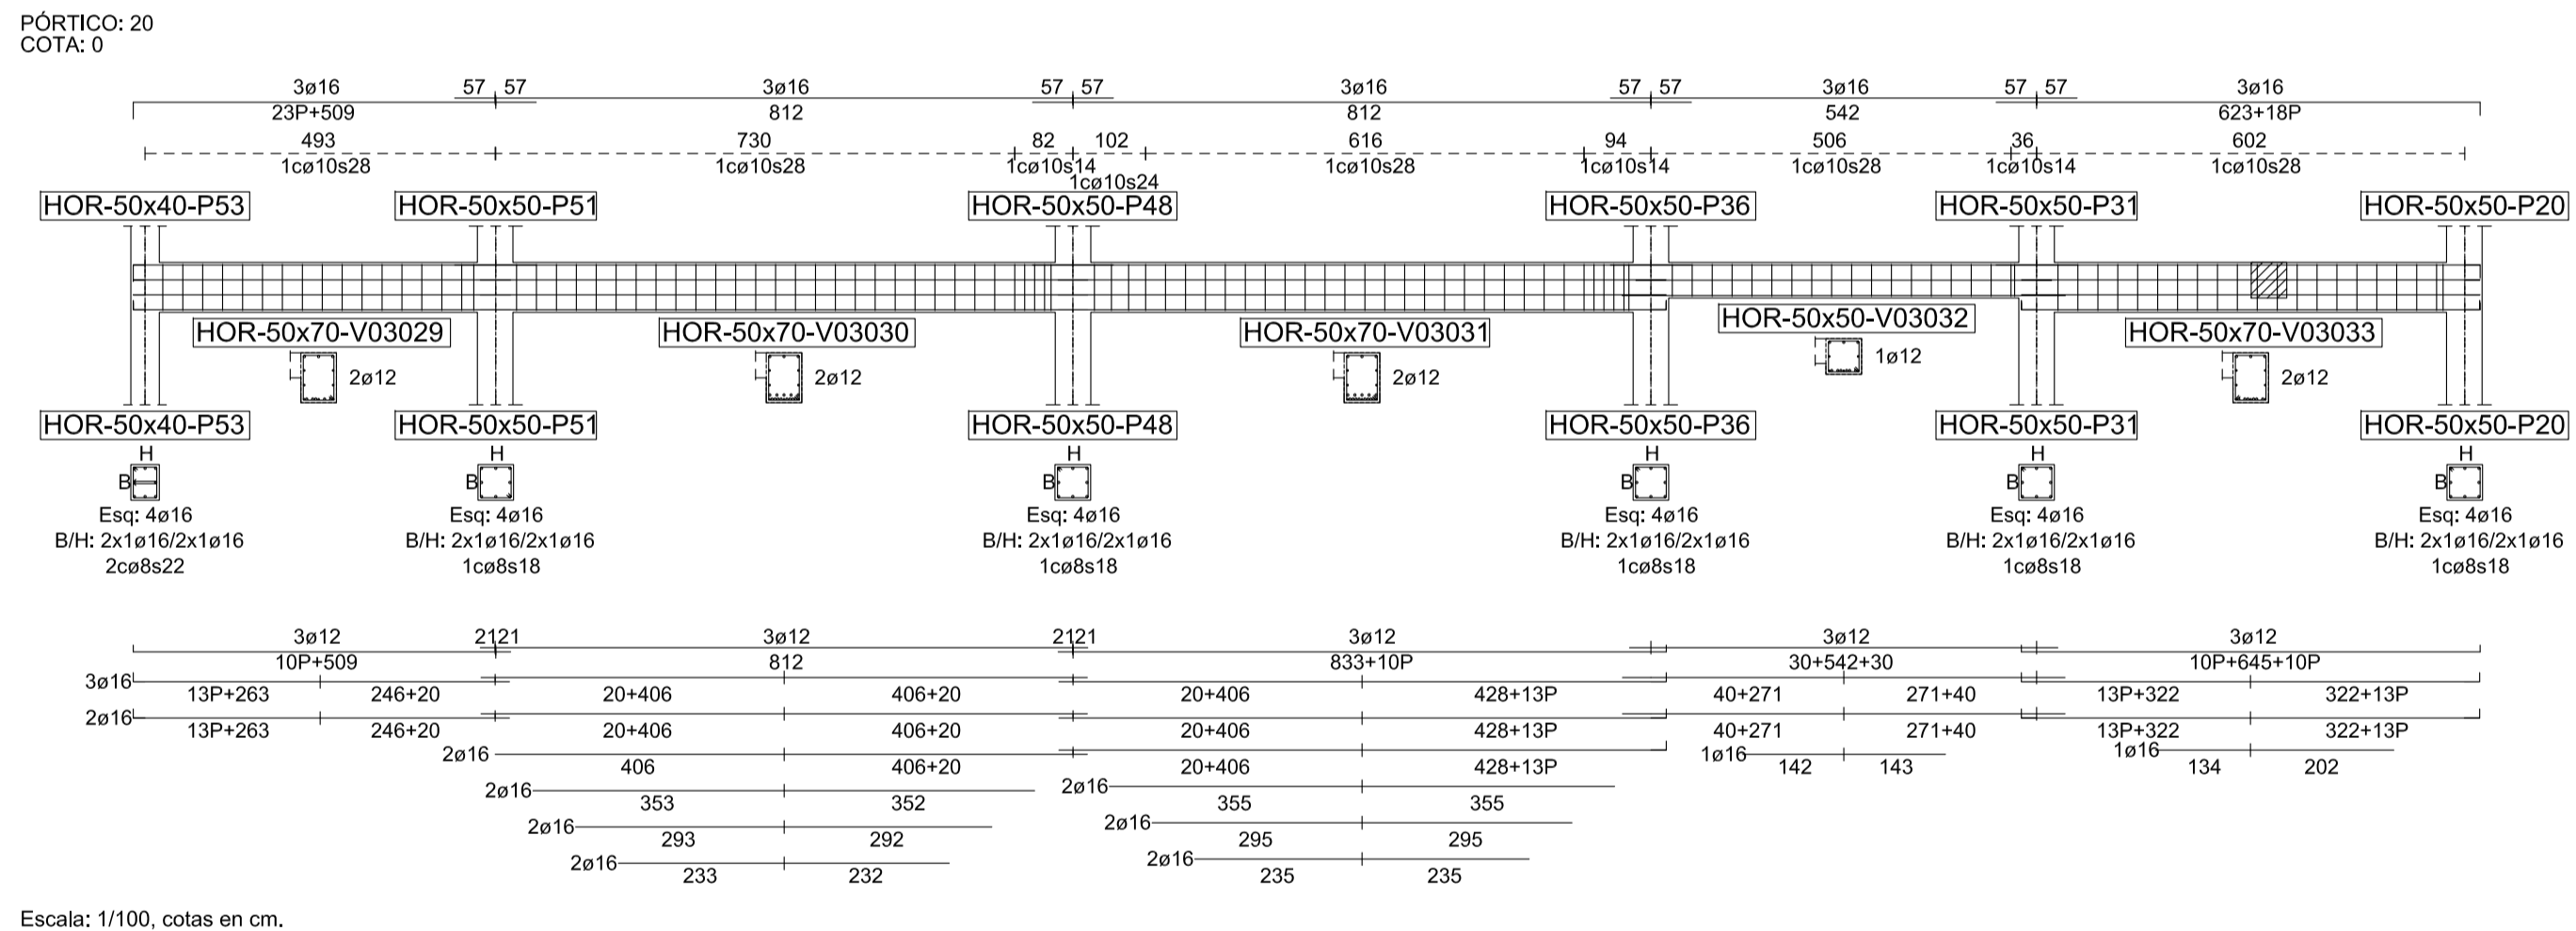 PÓRTICO: 20
COTA: 0
3ø16 57 57 3ø16 57 57 3ø16 57 57 3ø16 57 57 3ø16
23P+509 812 812 542 623+18P
493 730 82 102 616 94 506 36 602
1cø10s28 1cø10s28 1cø10s14 1cø10s28 1cø10s14 1cø10s28 1cø10s14 1cø10s28
1cø10s24
HOR-50x40-P53 HOR-50x50-P51 HOR-50x50-P48 HOR-50x50-P36 HOR-50x50-P31 HOR-50x50-P20
HOR-50x70-V03029 HOR-50x70-V03030 HOR-50x70-V03031 HOR-50x50-V03032 HOR-50x70-V03033
2ø12 2ø12 2ø12 1ø12 2ø12
HOR-50x40-P53 HOR-50x50-P51 HOR-50x50-P48 HOR-50x50-P36 HOR-50x50-P31 HOR-50x50-P20
H H H H H H
B B B B B B
Esq: 4ø16 Esq: 4ø16 Esq: 4ø16 Esq: 4ø16 Esq: 4ø16 Esq: 4ø16
B/H: 2x1ø16/2x1ø16 B/H: 2x1ø16/2x1ø16 B/H: 2x1ø16/2x1ø16 B/H: 2x1ø16/2x1ø16 B/H: 2x1ø16/2x1ø16 B/H: 2x1ø16/2x1ø16
2cø8s22 1cø8s18 1cø8s18 1cø8s18 1cø8s18 1cø8s18
3ø12 2121 3ø12 2121 3ø12 3ø12 3ø12
10P+509 812 833+10P 30+542+30 10P+645+10P
3ø16 13P+263 246+20 20+406 406+20 20+406 428+13P 40+271 271+40 13P+322 322+13P
2ø16 13P+263 246+20 20+406 406+20 20+406 428+13P 40+271 271+40 13P+322 322+13P
2ø16 406 406+20 20+406 428+13P 1ø16 142 143 1ø16 134 202
2ø16 353 352 2ø16 355 355
2ø16 293 292 2ø16 295 295
2ø16 233 232 2ø16 235 235
Escala: 1/100, cotas en cm.